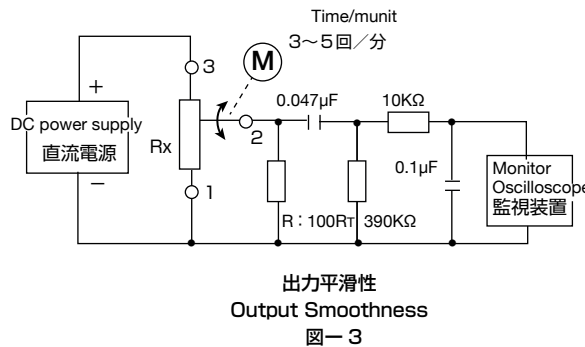 Time/munit
3～5回／分
M
+
3
DC power supply
直流電源
Rx
2
0.047μF
10KΩ
−
1
R：100RT
390KΩ
0.1μF
Monitor
Oscilloscope
監視装置
出力平滑性
Output Smoothness
図ー3